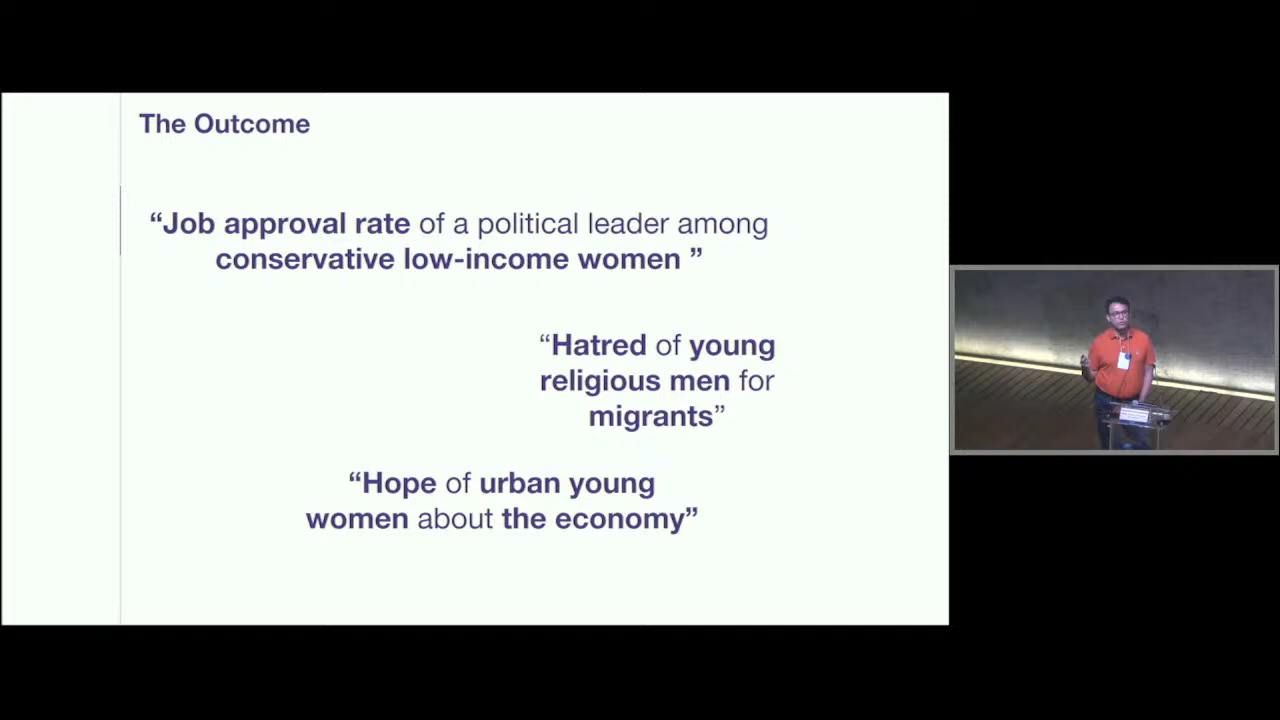 The Outcome
“Job approval rate of a political leader among
conservative low-income women ”
“Hatred of young
religious men for
migrants”
“Hope of urban young
women about the economy”